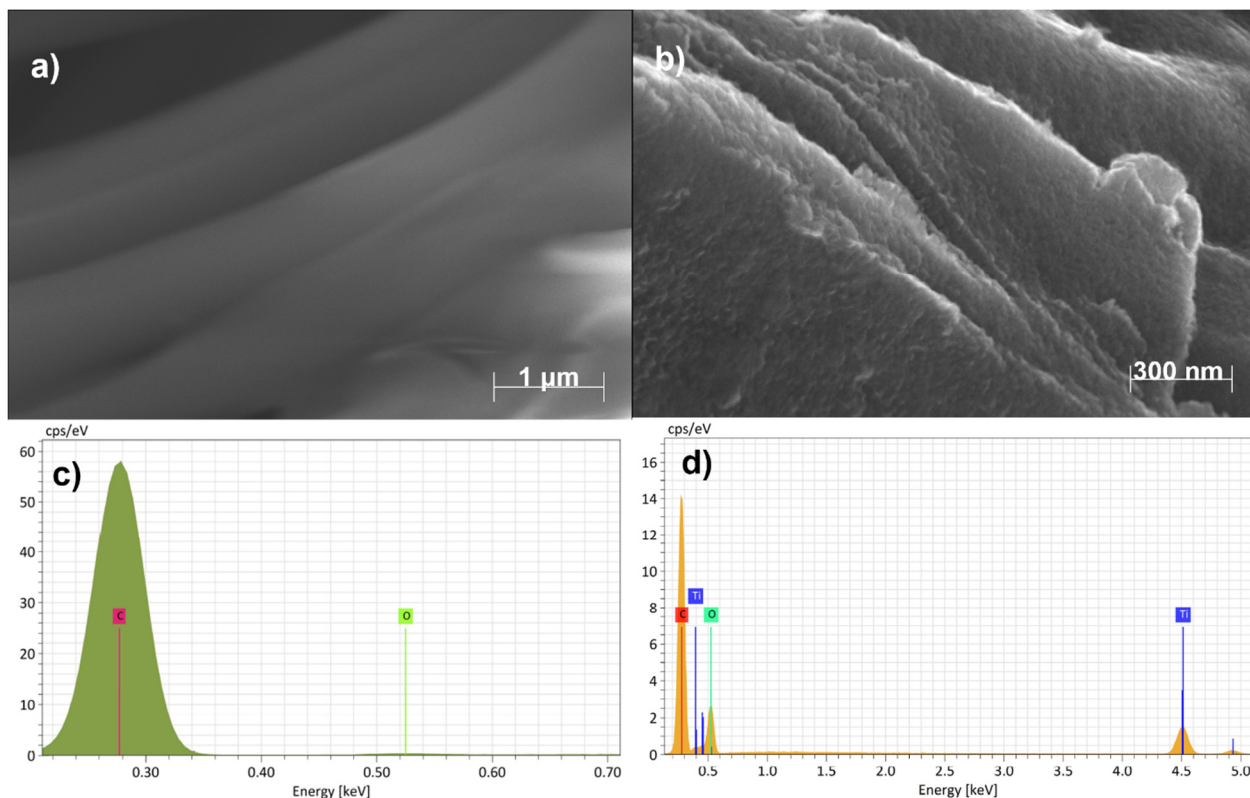 a)
1 µm
b)
300 nm
cps/eV
60
50
40
30
20
10
0
c)
C
O
0.30 0.40 0.50 0.60 0.70
Energy [keV]
cps/eV
16
14
12
10
8
6
4
2
0
d)
Ti
C O Ti
0.5 1.0 1.5 2.0 2.5 3.0 3.5 4.0 4.5 5.0
Energy [keV]